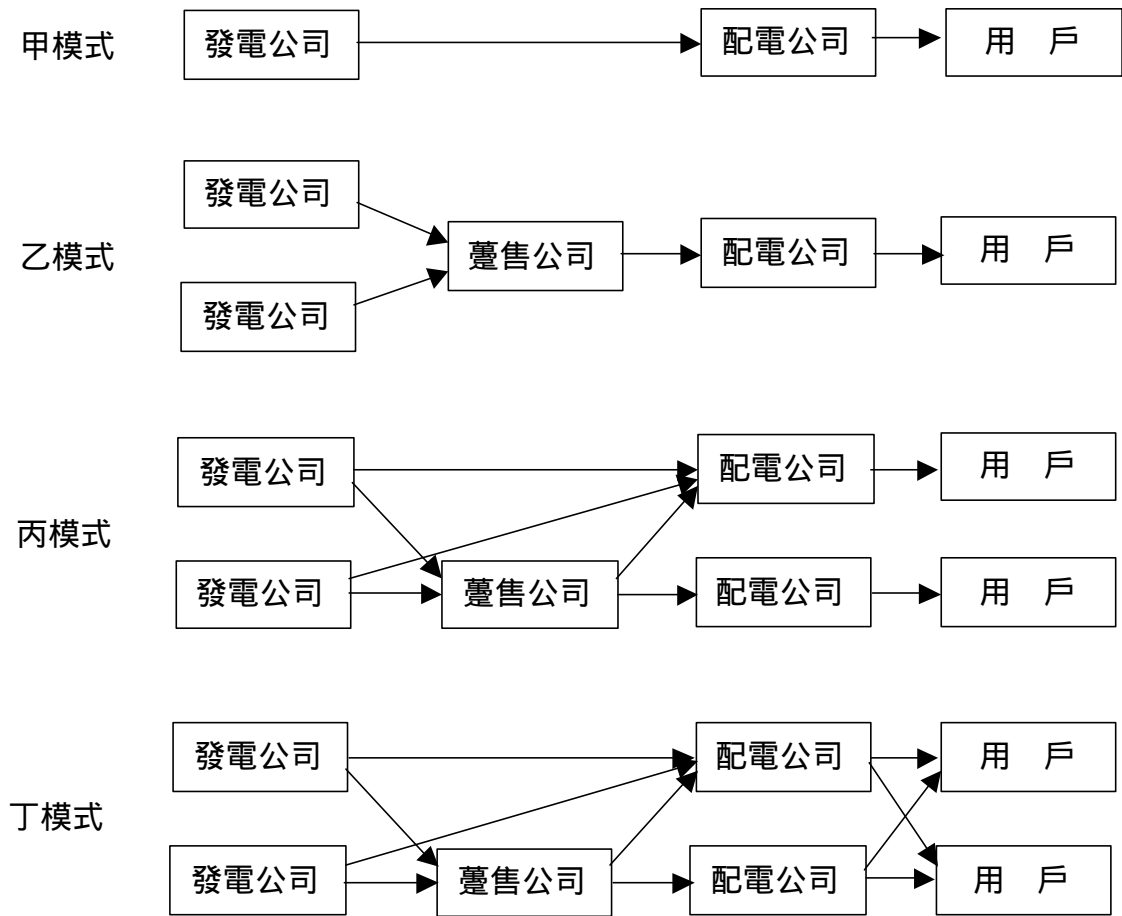 甲模式 發電公司 配電公司 用 戶
發電公司
乙模式 躉售公司 配電公司 用 戶
發電公司
發電公司 配電公司 用 戶
丙模式
發電公司 躉售公司 配電公司 用 戶
發電公司 配電公司 用 戶
丁模式
發電公司 躉售公司 配電公司 用 戶